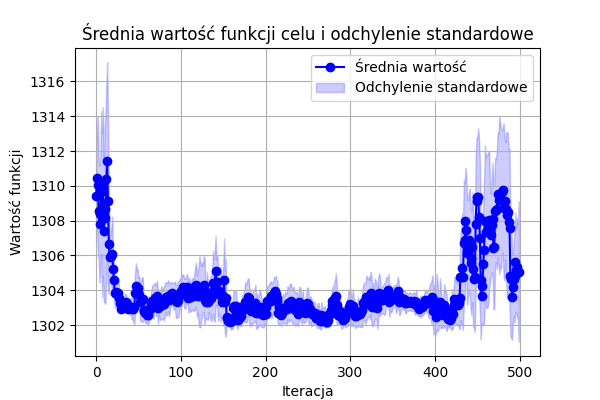 Średnia wartość funkcji celu i odchylenie standardowe
Średnia wartość
Odchylenie standardowe
Wartość funkcji
1316
1314
1312
1310
1308
1306
1304
1302
0 100 200 300 400 500
Iteracja